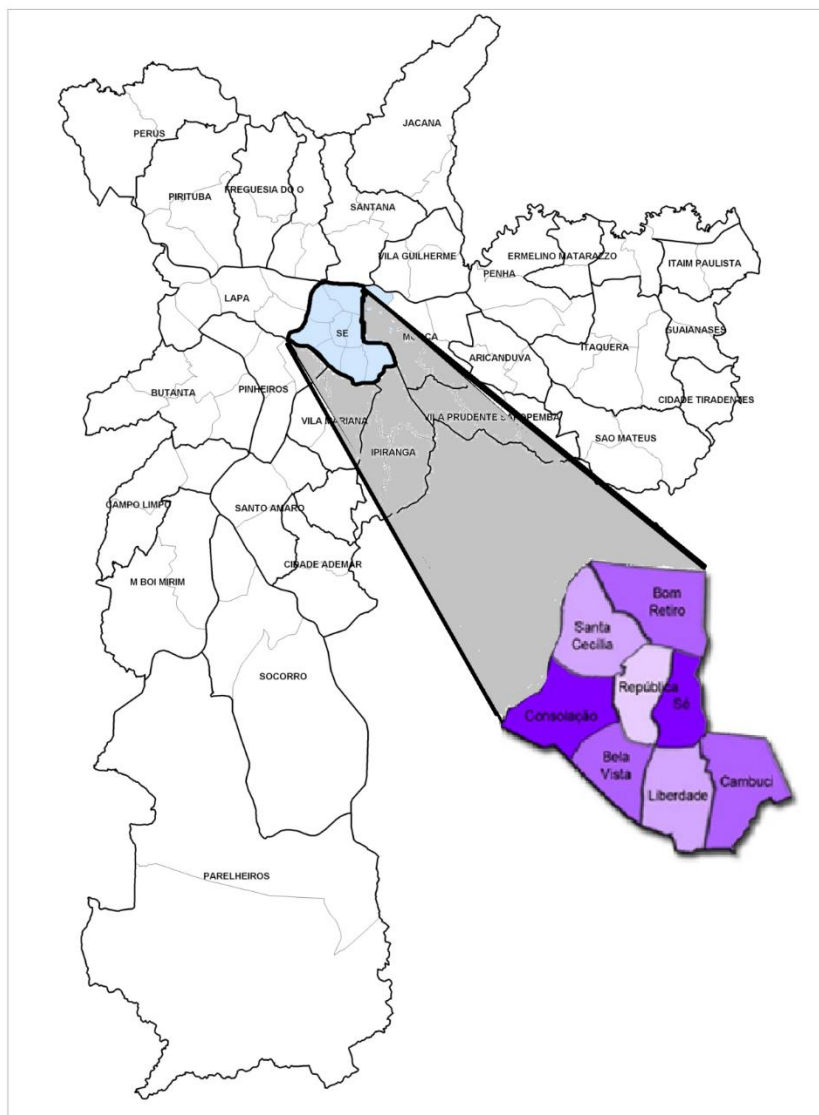 JACANA
PERUS
PIRITUBA
FREGUESIA DO O
SANTANA
VILA GUILHERME
ERMELINO MATARAZZO
PENHA
ITAIM PAULISTA
LAPA
SE
GUAIANASES
ITAQUERA
ARICANDUVA
BUTANTA
PINHEIROS
CIDADE TIRADENTES
VILA PRUDENTE
VILA MARIANA
SAO MATEUS
IPIRANGA
CAMPO LIMPO
SANTO AMARO
CIDADE ADEMAR
M BOI MIRIM
SOCORRO
PARELHEIROS
Bom
Retiro
Santa
Cecília
República
Sé
Consolação
Bela
Vista
Liberdade
Cambuci